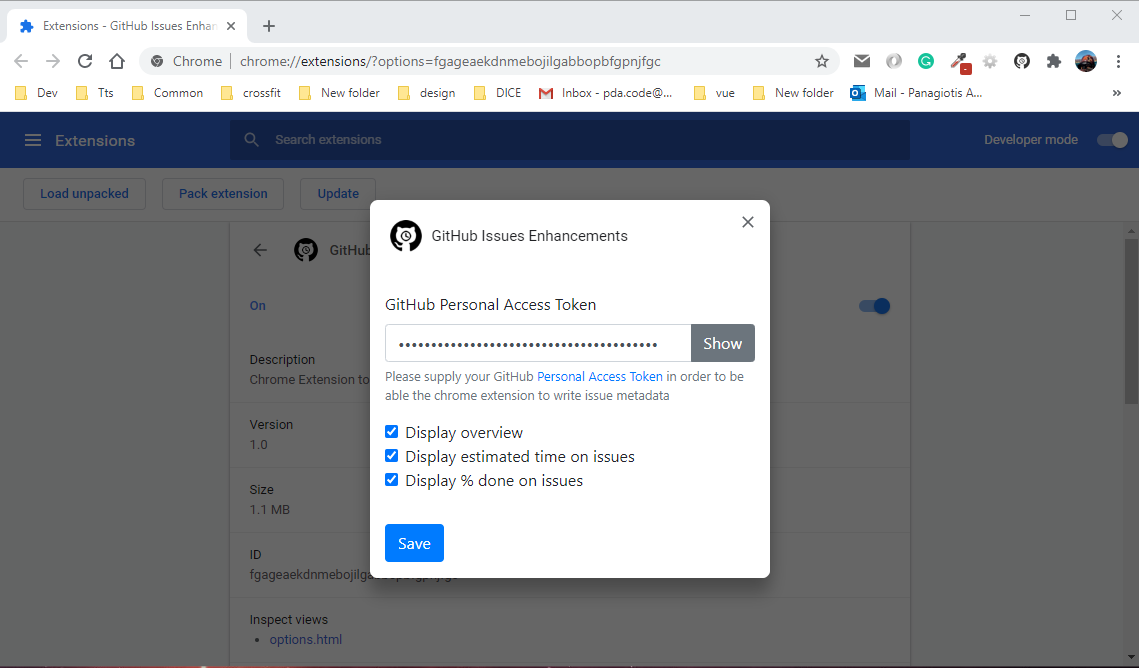 Extensions - GitHub Issues Enhan
Chrome
chrome://extensions/?options=fgageaekdnmebojilgabbopbfgpnjfgc
Dev
Tts
Common
crossfit
New folder
design
DICE
Inbox - pda.code@...
vue
New folder
Mail - Panagiotis A...
»
Extensions
Search extensions
Developer mode
Load unpacked
Pack extension
Update
GitHub Issues Enhancements
GitHub
On
GitHub Personal Access Token
••••••••••••••••••••••••••••••••••••••••
Show
Please supply your GitHub Personal Access Token in order to be
able the chrome extension to write issue metadata
Display overview
Display estimated time on issues
Display % done on issues
Save
Description
Chrome Extension to
Version
1.0
Size
1.1 MB
ID
fgageaekdnmebojilga
Inspect views
• options.html